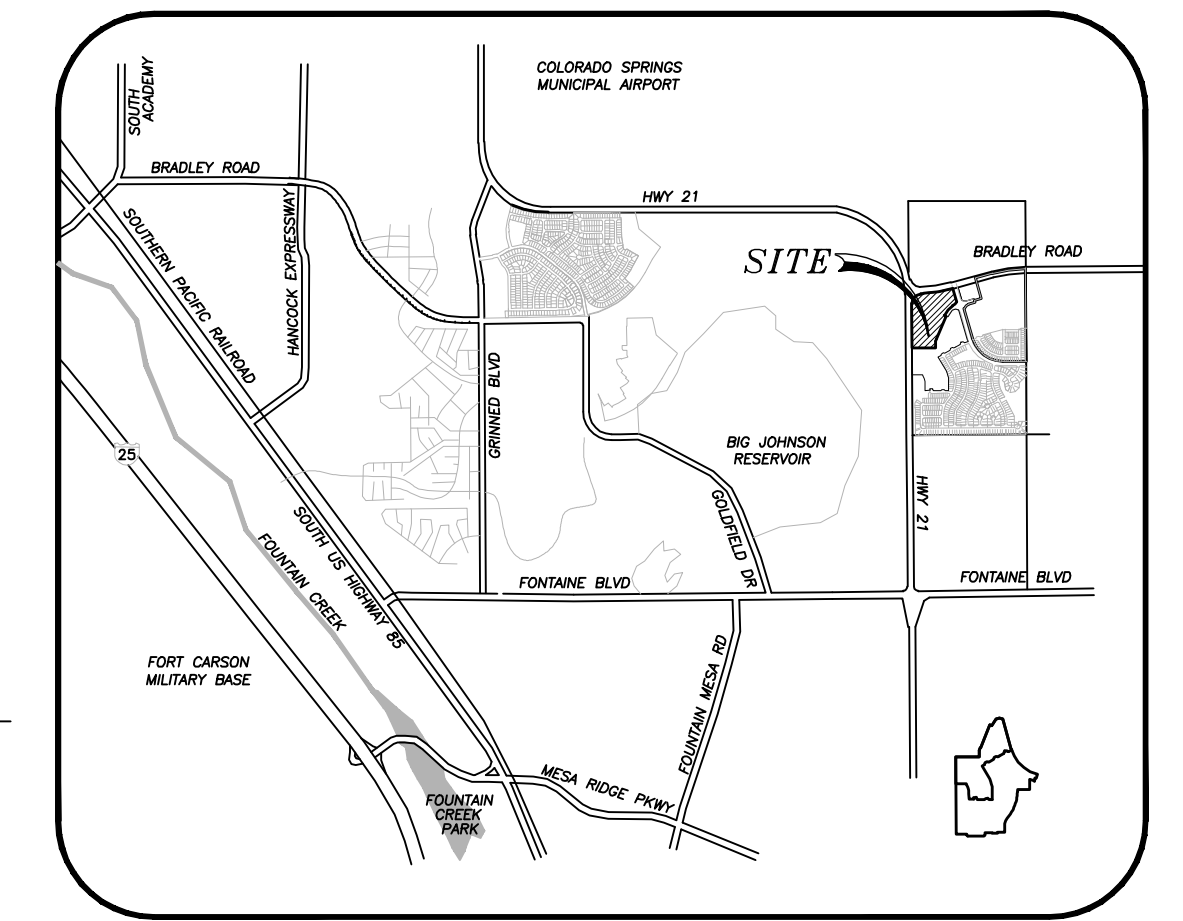 COLORADO SPRINGS
MUNICIPAL AIRPORT
SOUTH
ACADEMY
BRADLEY ROAD
HWY 21
HANCOCK EXPRESSWAY
SOUTHERN PACIFIC RAILROAD
SITE
BRADLEY ROAD
GRINNED BLVD
BIG JOHNSON
RESERVOIR
25
HWY 21
GOLDFIELD DR
SOUTH US HIGHWAY 85
FOUNTAIN CREEK
FONTAINE BLVD
FONTAINE BLVD
FORT CARSON
MILITARY BASE
FOUNTAIN MESA RD
MESA RIDGE PKWY
FOUNTAIN
CREEK
PARK